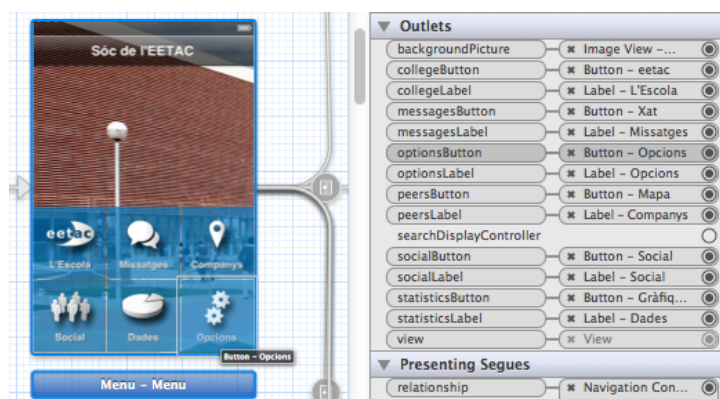 Sóc de l'EETAC
eetac
L'Escola
Missatges
Companys
Social
Dades
Opcions
Button - Opcions
Menu - Menu
Outlets
backgroundPicture Image View -...
collegeButton Button - eetac
collegeLabel Label - L'Escola
messagesButton Button - Xat
messagesLabel Label - Missatges
optionsButton Button - Opcions
optionsLabel Label - Opcions
peersButton Button - Mapa
peersLabel Label - Companys
searchDisplayController
socialButton Button - Social
socialLabel Label - Social
statisticsButton Button - Gràfiq...
statisticsLabel Label - Dades
view View
Presenting Segues
relationship Navigation Con...